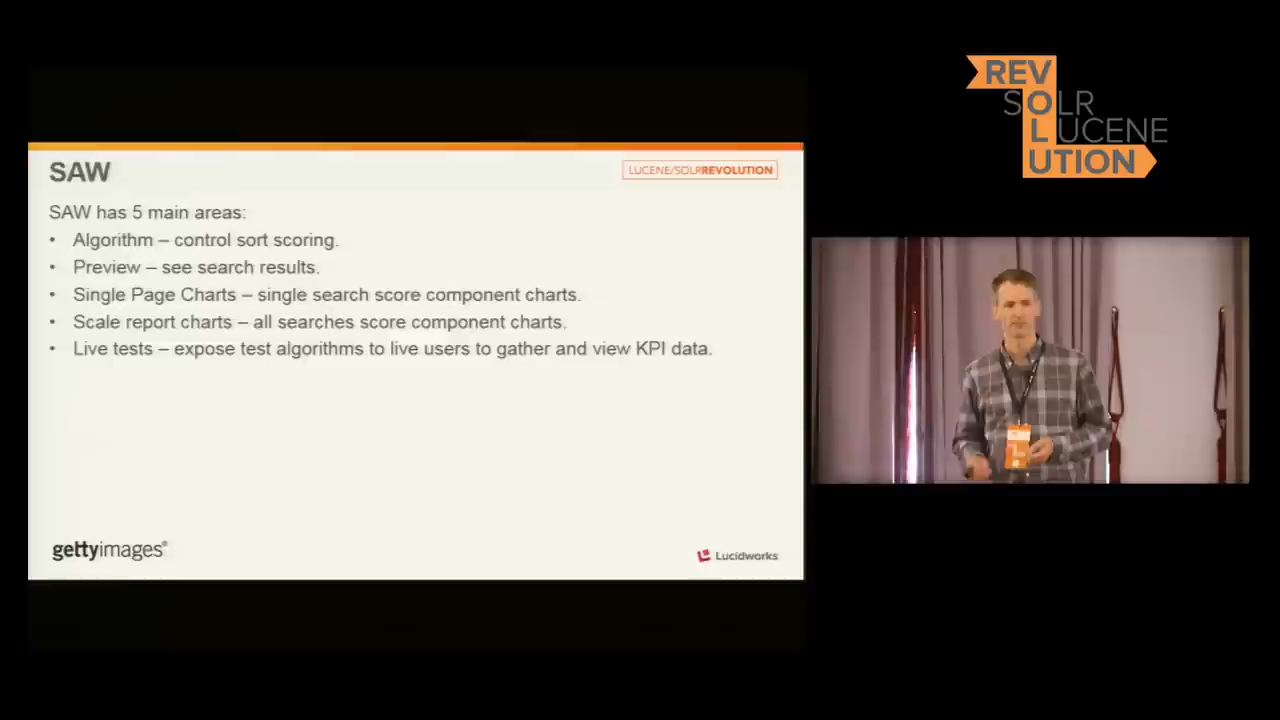 SAW
LUCENE/SOLRREVOLUTION
SAW has 5 main areas:
• Algorithm – control sort scoring.
• Preview – see search results.
• Single Page Charts – single search score component charts.
• Scale report charts – all searches score component charts.
• Live tests – expose test algorithms to live users to gather and view KPI data.
gettyimages®
Lucidworks
REV
SOLR
LUCENE
UTION